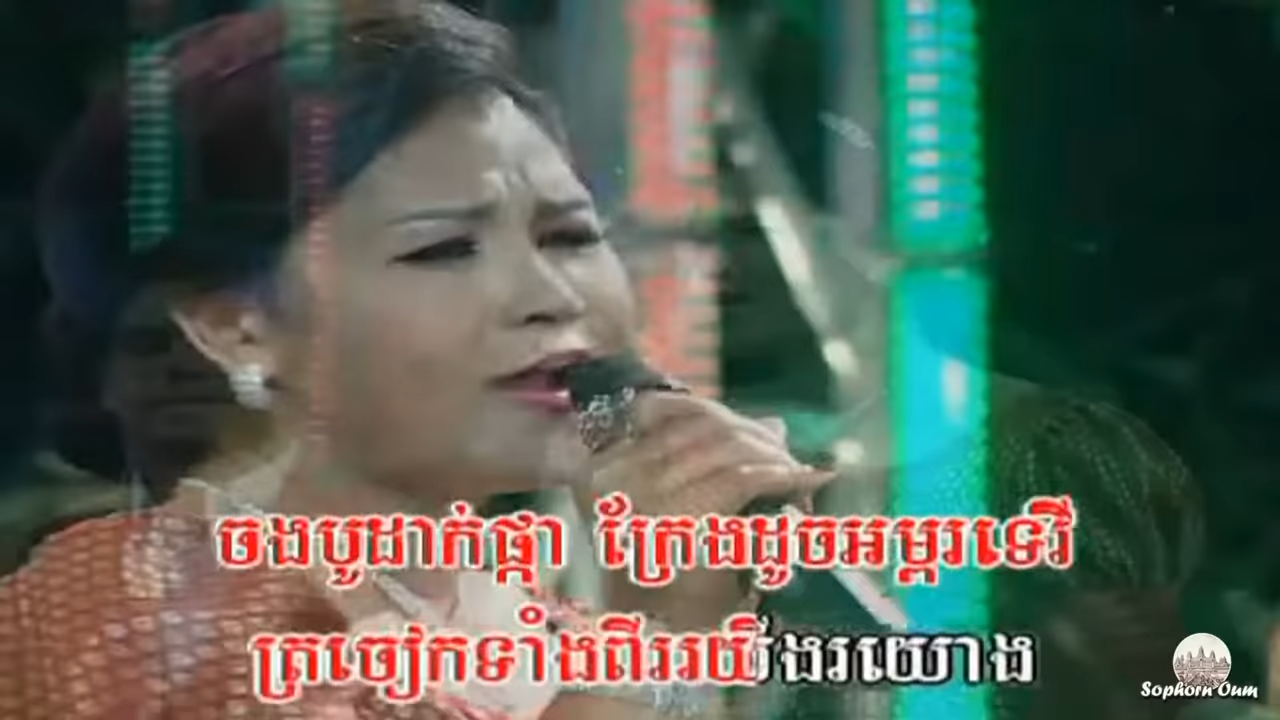 ចងបូដាក់ផ្កា ក្រែងដូចអម្ពរទេវី
ត្រចៀកទាំងពីររយើងរយោង
Sophorn Oum